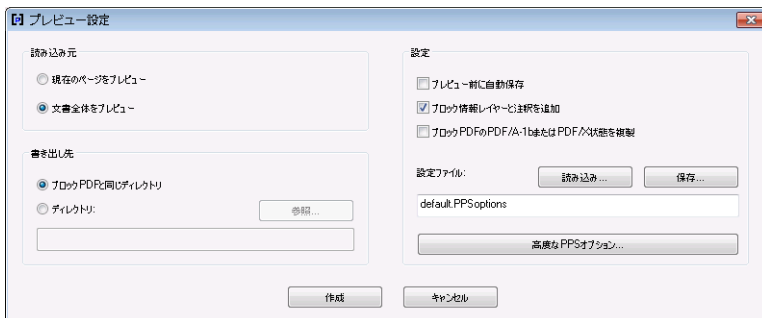 プレビュー設定
読み込み元
現在のページをプレビュー
文書全体をプレビュー
書き出し先
ブロックPDFと同じディレクトリ
ディレクトリ:
参照...
設定
プレビュー前に自動保存
ブロック情報レイヤーと注釈を追加
ブロックPDFのPDF/A-1bまたはPDF/X状態を複製
設定ファイル:
読み込み...
保存...
default.PPSoptions
高度なPPSオプション...
作成
キャンセル